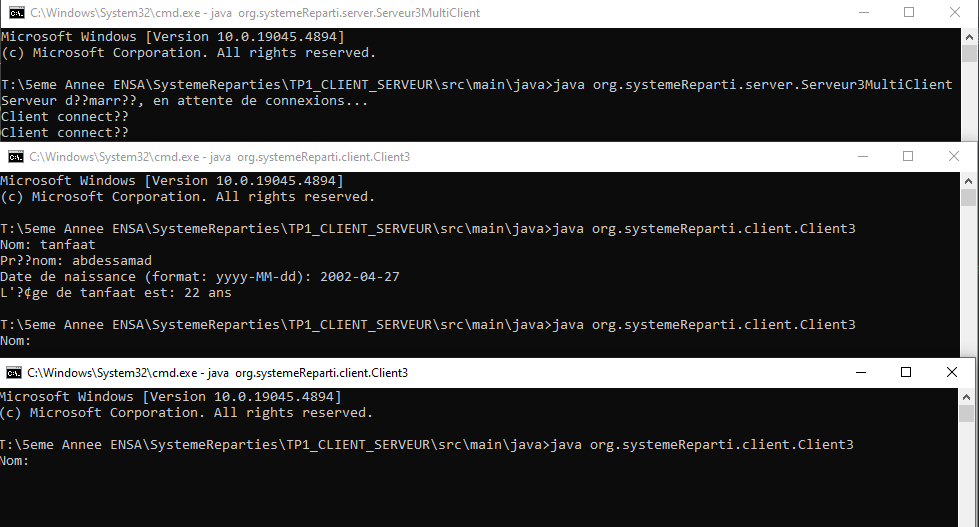 C:\Windows\System32\cmd.exe - java  org.systemeReparti.server.Serveur3MultiClient
Microsoft Windows [Version 10.0.19045.4894]
(c) Microsoft Corporation. All rights reserved.
T:\5eme Annee ENSA\SystemeReparties\TP1_CLIENT_SERVEUR\src\main\java>java org.systemeReparti.server.Serveur3MultiClient
Serveur d??marr??, en attente de connexions...
Client connect??
Client connect??
C:\Windows\System32\cmd.exe - java  org.systemeReparti.client.Client3
Microsoft Windows [Version 10.0.19045.4894]
(c) Microsoft Corporation. All rights reserved.
T:\5eme Annee ENSA\SystemeReparties\TP1_CLIENT_SERVEUR\src\main\java>java org.systemeReparti.client.Client3
Nom: tanfaat
Pr??nom: abdessamad
Date de naissance (format: yyyy-MM-dd): 2002-04-27
L'?¢ge de tanfaat est: 22 ans
T:\5eme Annee ENSA\SystemeReparties\TP1_CLIENT_SERVEUR\src\main\java>java org.systemeReparti.client.Client3
Nom:
C:\Windows\System32\cmd.exe - java  org.systemeReparti.client.Client3
Microsoft Windows [Version 10.0.19045.4894]
(c) Microsoft Corporation. All rights reserved.
T:\5eme Annee ENSA\SystemeReparties\TP1_CLIENT_SERVEUR\src\main\java>java org.systemeReparti.client.Client3
Nom: